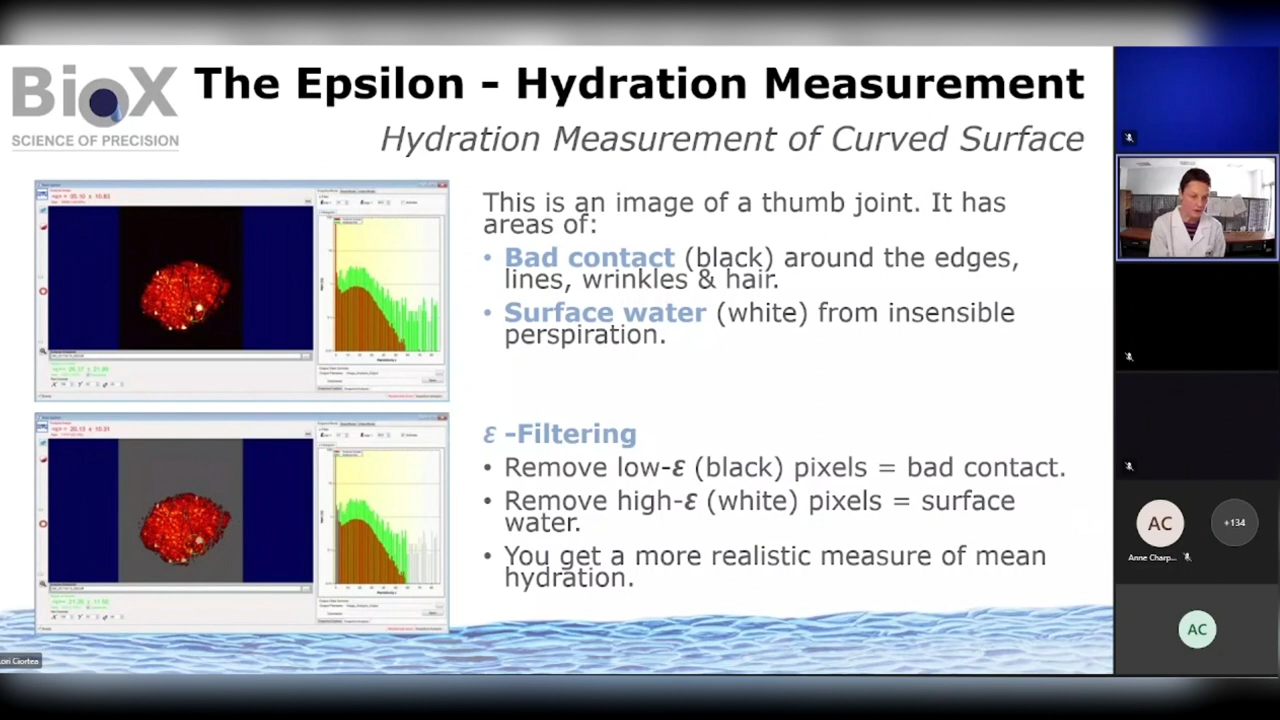 BioX
SCIENCE OF PRECISION
The Epsilon - Hydration Measurement
Hydration Measurement of Curved Surface
This is an image of a thumb joint. It has
areas of:
• Bad contact (black) around the edges,
lines, wrinkles & hair.
• Surface water (white) from insensible
perspiration.
ε -Filtering
• Remove low-ε (black) pixels = bad contact.
• Remove high-ε (white) pixels = surface
water.
• You get a more realistic measure of mean
hydration.
AC
+134
Anne Charp...
AC
Ciortea